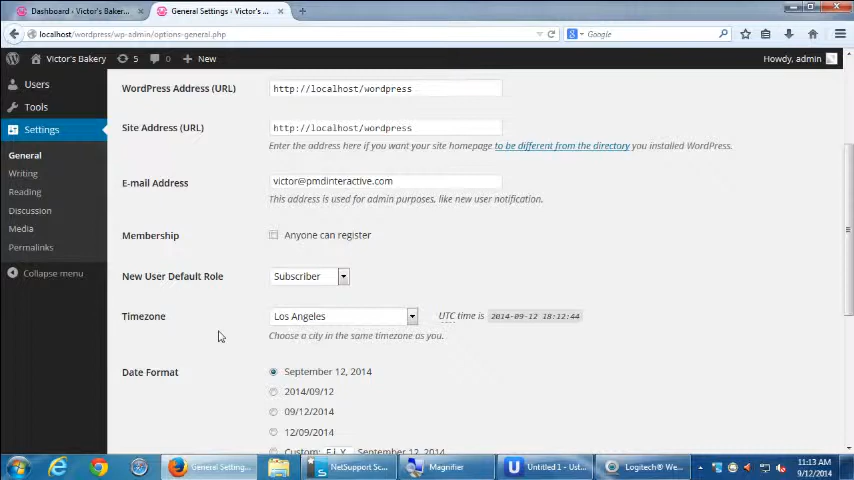 Dashboard ‹ Victor's Bakery...
General Settings ‹ Victor's ...
localhost/wordpress/wp-admin/options-general.php
Google
Victor's Bakery
5
0
+ New
Howdy, admin
Users
Tools
Settings
General
Writing
Reading
Discussion
Media
Permalinks
Collapse menu
WordPress Address (URL)
http://localhost/wordpress
Site Address (URL)
http://localhost/wordpress
Enter the address here if you want your site homepage to be different from the directory you installed WordPress.
E-mail Address
victor@pmdinteractive.com
This address is used for admin purposes, like new user notification.
Membership
Anyone can register
New User Default Role
Subscriber
Timezone
Los Angeles
UTC time is 2014-09-12 18:12:44
Choose a city in the same timezone as you.
Date Format
September 12, 2014
2014/09/12
09/12/2014
12/09/2014
Custom: F j, Y September 12, 2014
General Setting...
NetSupport Sc...
Magnifier
Untitled 1 - Ust...
Logitech® We...
11:13 AM
9/12/2014